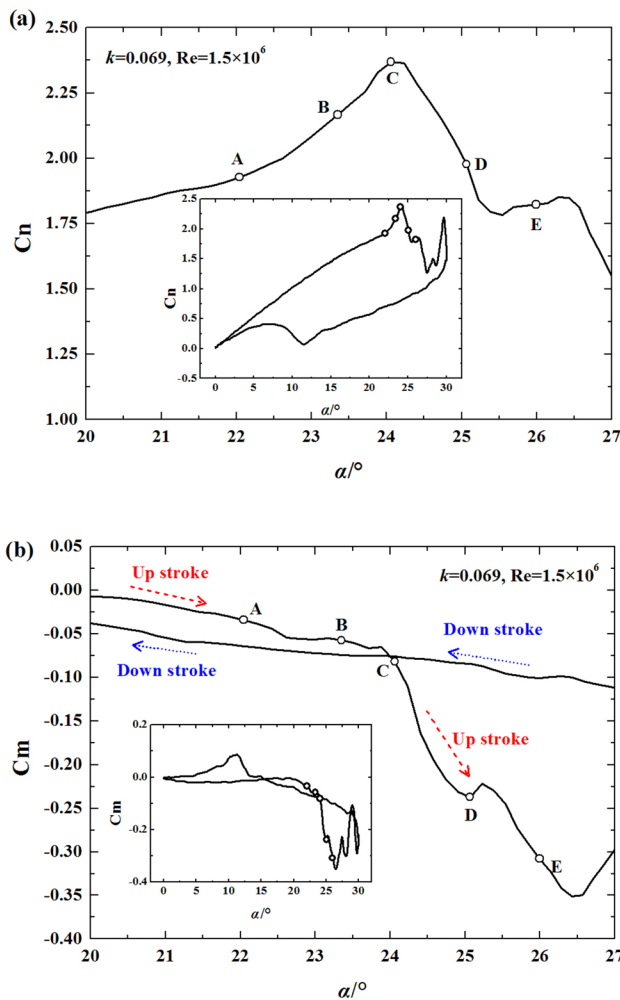 (a)
k=0.069, Re=1.5×10⁶
2.50
2.25
2.00
1.75
1.50
1.25
1.00
Cn
A
B
C
D
E
2.5
2.0
1.5
1.0
0.5
0.0
-0.5
Cn
0 5 10 15 20 25 30
α/°
20 21 22 23 24 25 26 27
α/°
(b)
0.05
0.00
-0.05
-0.10
-0.15
-0.20
-0.25
-0.30
-0.35
-0.40
Cm
Up stroke
k=0.069, Re=1.5×10⁶
A
B
Down stroke
Down stroke
C
Up stroke
D
E
0.2
0.0
-0.2
-0.4
Cm
0 5 10 15 20 25 30
α/°
20 21 22 23 24 25 26 27
α/°